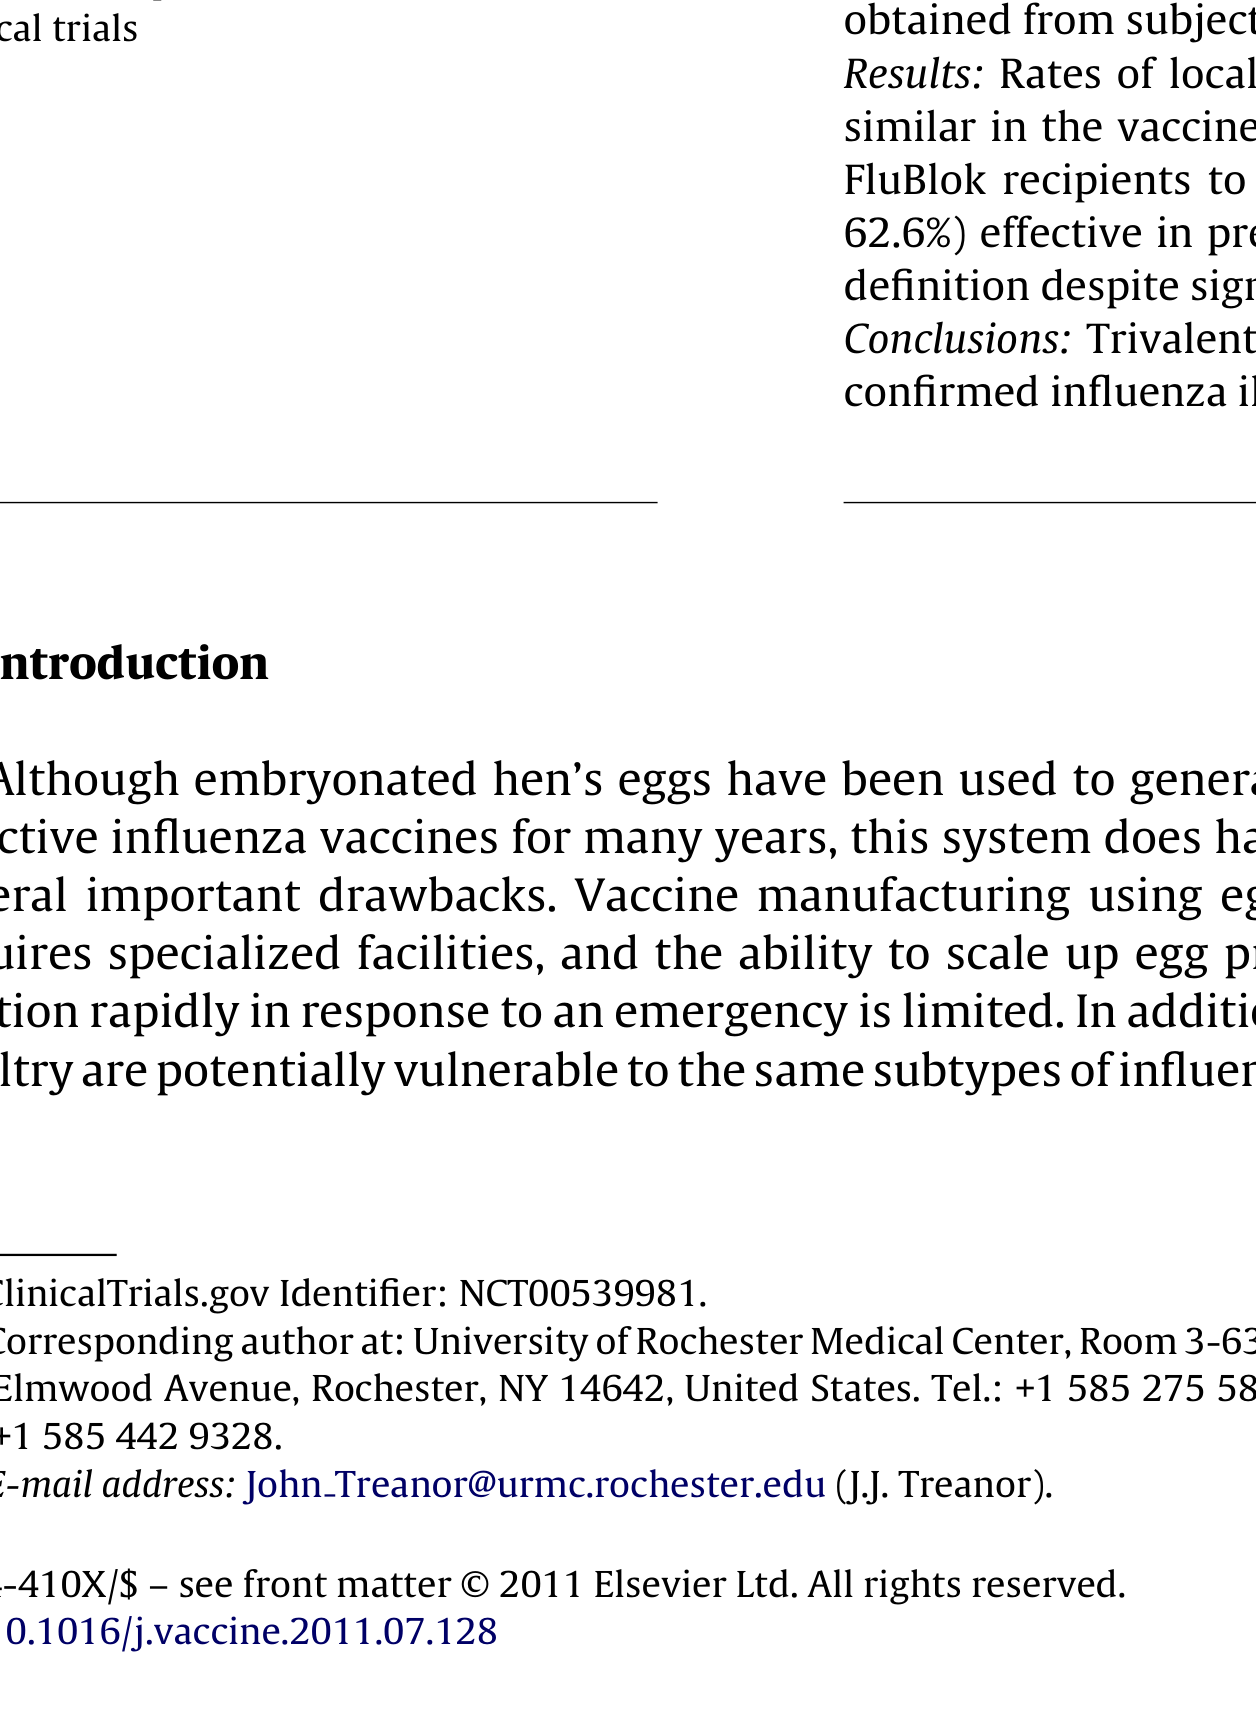 cal trials
obtained from subject
Results: Rates of local
similar in the vaccine
FluBlok recipients to
62.6%) effective in pre
definition despite sign
Conclusions: Trivalent
confirmed influenza il
ntroduction
Although embryonated hen's eggs have been used to genera
ctive influenza vaccines for many years, this system does ha
eral important drawbacks. Vaccine manufacturing using eg
uires specialized facilities, and the ability to scale up egg pr
tion rapidly in response to an emergency is limited. In additio
ltry are potentially vulnerable to the same subtypes of influen
ClinicalTrials.gov Identifier: NCT00539981.
Corresponding author at: University of Rochester Medical Center, Room 3-63
Elmwood Avenue, Rochester, NY 14642, United States. Tel.: +1 585 275 58
+1 585 442 9328.
E-mail address: John_Treanor@urmc.rochester.edu (J.J. Treanor).
-410X/$ – see front matter © 2011 Elsevier Ltd. All rights reserved.
0.1016/j.vaccine.2011.07.128